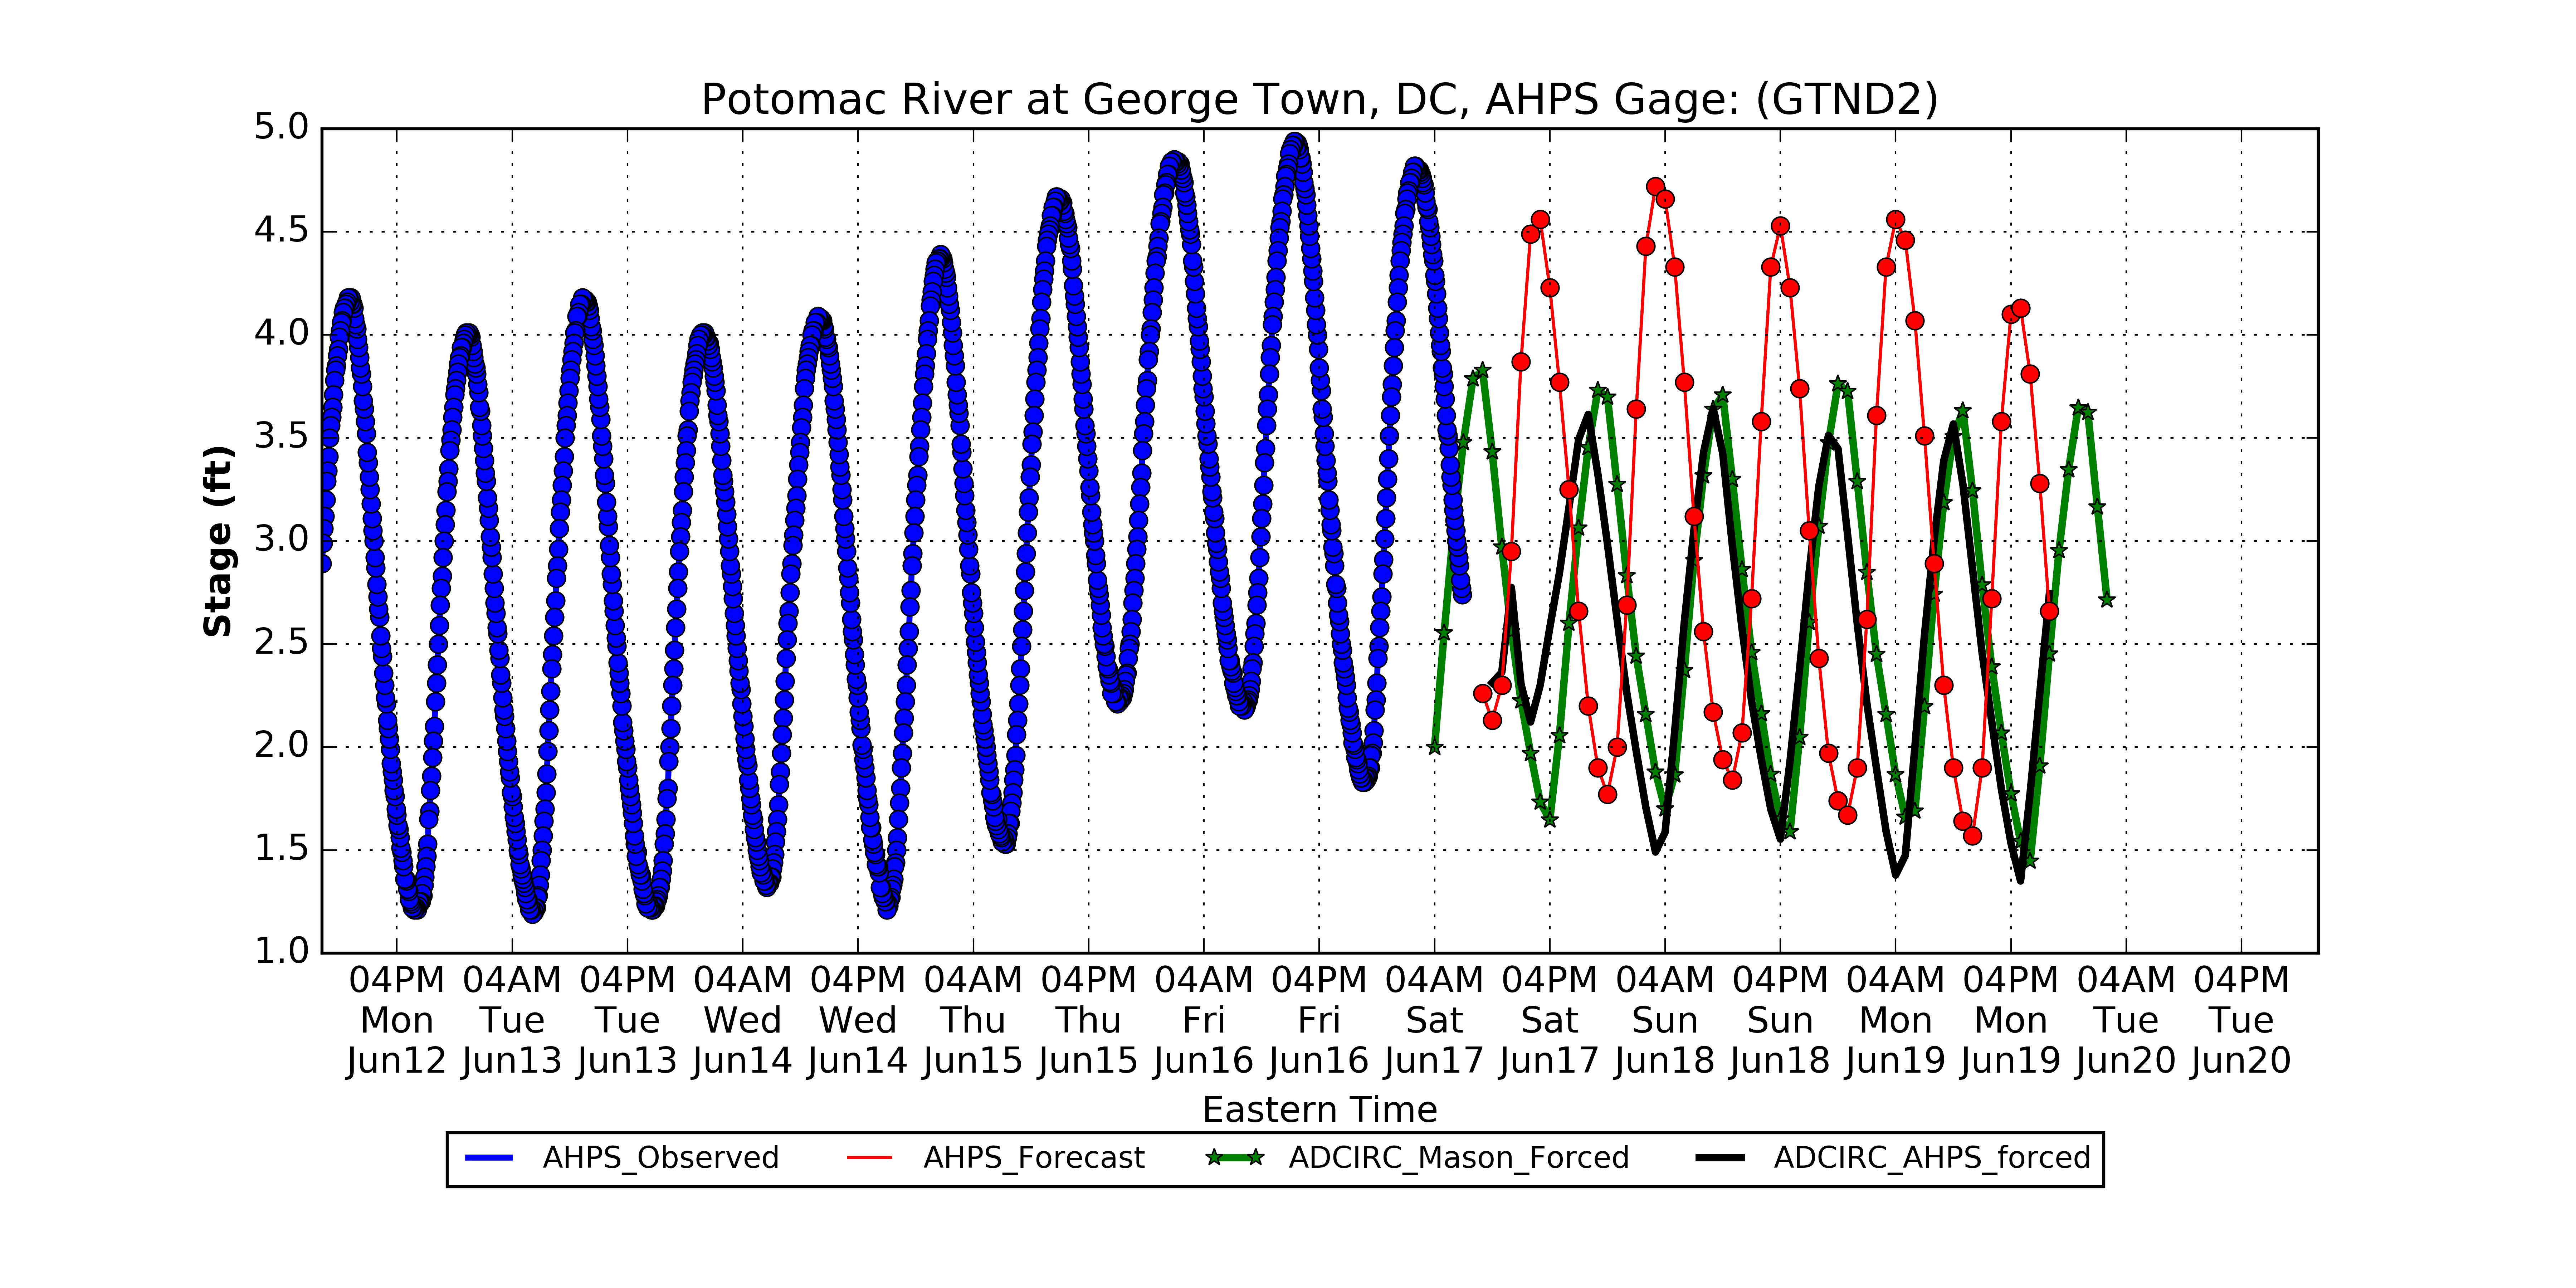 Potomac River at George Town, DC, AHPS Gage: (GTND2)
5.0
4.5
4.0
3.5
3.0
2.5
2.0
1.5
1.0
Stage (ft)
04PM 04AM 04PM 04AM 04PM 04AM 04PM 04AM 04PM 04AM 04PM 04AM 04PM 04AM 04PM 04AM 04PM
Mon Tue Tue Wed Wed Thu Thu Fri Fri Sat Sat Sun Sun Mon Mon Tue Tue
Jun12 Jun13 Jun13 Jun14 Jun14 Jun15 Jun15 Jun16 Jun16 Jun17 Jun17 Jun18 Jun18 Jun19 Jun19 Jun20 Jun20
Eastern Time
AHPS_Observed AHPS_Forecast ADCIRC_Mason_Forced ADCIRC_AHPS_forced